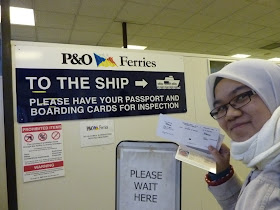 P&O Ferries
TO THE SHIP
PLEASE HAVE YOUR PASSPORT AND
BOARDING CARDS FOR INSPECTION
PROHIBITED ITEMS
P&O Ferries
PLEASE
WAIT
HERE